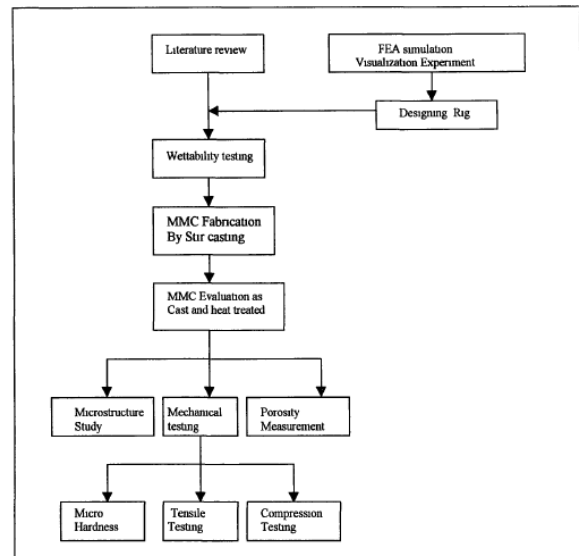 Literature review
FEA simulation
Visualization Experiment
Designing Rig
Wettability testing
MMC Fabrication
By Stir casting
MMC Evaluation as
Cast and heat treated
Microstructure
Study
Mechanical
testing
Porosity
Measurement
Micro
Hardness
Tensile
Testing
Compression
Testing